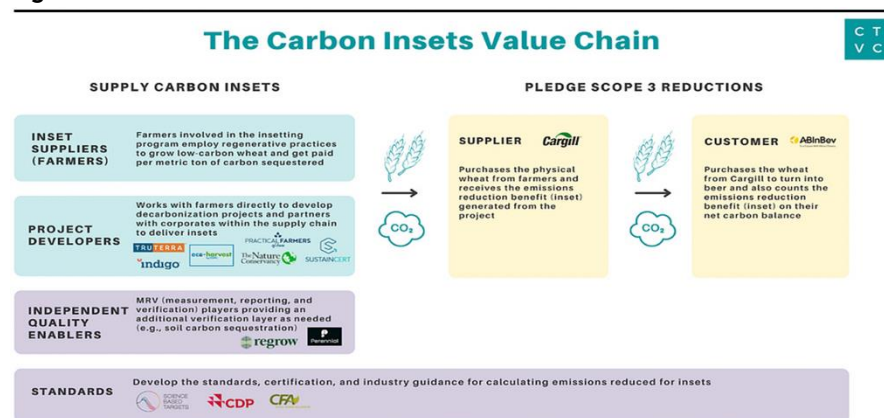 The Carbon Insets Value Chain
C T
V C
SUPPLY CARBON INSETS
PLEDGE SCOPE 3 REDUCTIONS
INSET
SUPPLIERS
(FARMERS)
Farmers involved in the insetting
program employ regenerative practices
to grow low-carbon wheat and get paid
per metric ton of carbon sequestered
PROJECT
DEVELOPERS
Works with farmers directly to develop
decarbonization projects and partners
with corporates within the supply chain
to deliver insets
TRUTERRA
indigo
eco-harvest
PRACTICAL FARMERS
The Nature
Conservancy
SUSTAINCERT
INDEPENDENT
QUALITY
ENABLERS
MRV (measurement, reporting, and
verification) players providing an
additional verification layer as needed
(e.g., soil carbon sequestration)
regrow
Perennial
CO₂
SUPPLIER
Cargill
Purchases the physical
wheat from farmers and
receives the emissions
reduction benefit (inset)
generated from the
project
CO₂
CUSTOMER
ABInBev
Purchases the wheat
from Cargill to turn into
beer and also counts the
emissions reduction
benefit (inset) on their
net carbon balance
STANDARDS
Develop the standards, certification, and industry guidance for calculating emissions reduced for insets
SCIENCE
BASED
TARGETS
CDP
CFA